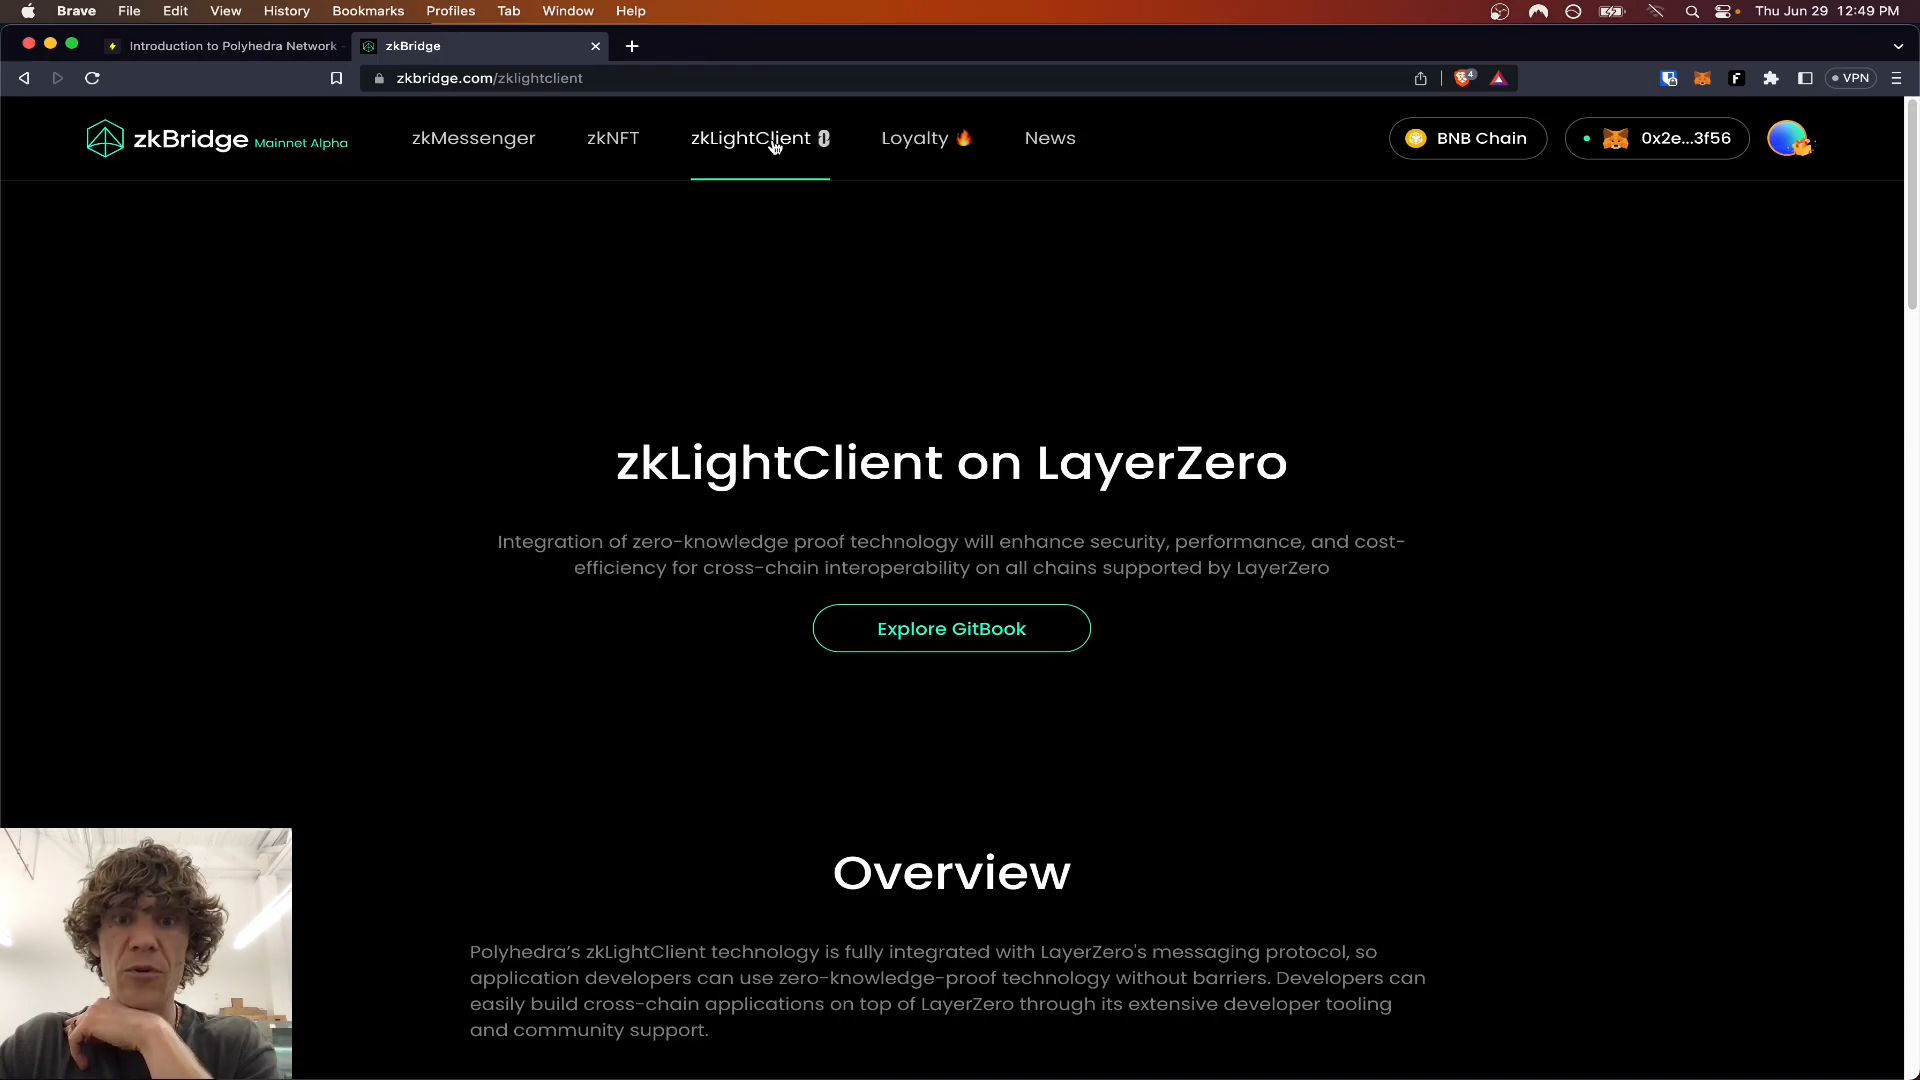 Brave File Edit View History Bookmarks Profiles Tab Window Help Thu Jun 29 12:49 PM
Introduction to Polyhedra Network
zkBridge
zkbridge.com/zklightclient
4
VPN
zkBridge Mainnet Alpha
zkMessenger
zkNFT
zkLightClient
Loyalty 🔥
News
BNB Chain
0x2e...3f56
zkLightClient on LayerZero
Integration of zero-knowledge proof technology will enhance security, performance, and cost-
efficiency for cross-chain interoperability on all chains supported by LayerZero
Explore GitBook
Overview
Polyhedra’s zkLightClient technology is fully integrated with LayerZero's messaging protocol, so
application developers can use zero-knowledge-proof technology without barriers. Developers can
easily build cross-chain applications on top of LayerZero through its extensive developer tooling
and community support.